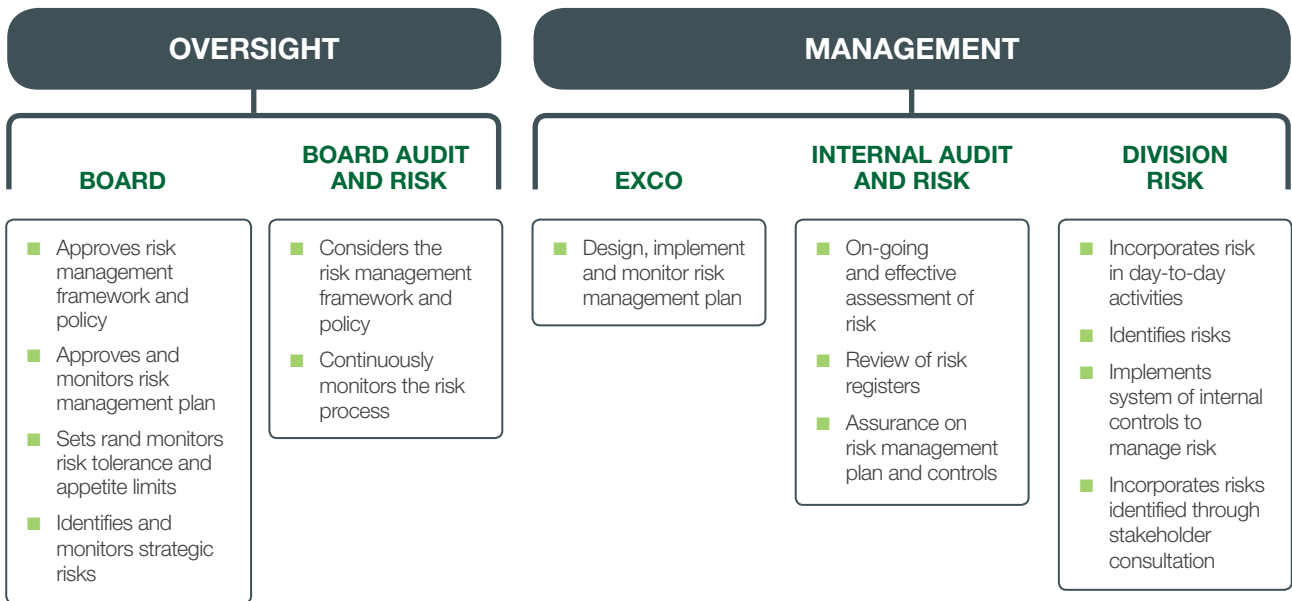 OVERSIGHT
BOARD
Approves risk
management
framework and
policy
Approves and
monitors risk
management plan
Sets rand monitors
risk tolerance and
appetite limits
Identifies and
monitors strategic
risks
BOARD AUDIT
AND RISK
Considers the
risk management
framework and
policy
Continuously
monitors the risk
process
MANAGEMENT
EXCO
Design, implement
and monitor risk
management plan
INTERNAL AUDIT
AND RISK
On-going
and effective
assessment of
risk
Review of risk
registers
Assurance on
risk management
plan and controls
DIVISION
RISK
Incorporates risk
in day-to-day
activities
Identifies risks
Implements
system of internal
controls to
manage risk
Incorporates risks
identified through
stakeholder
consultation